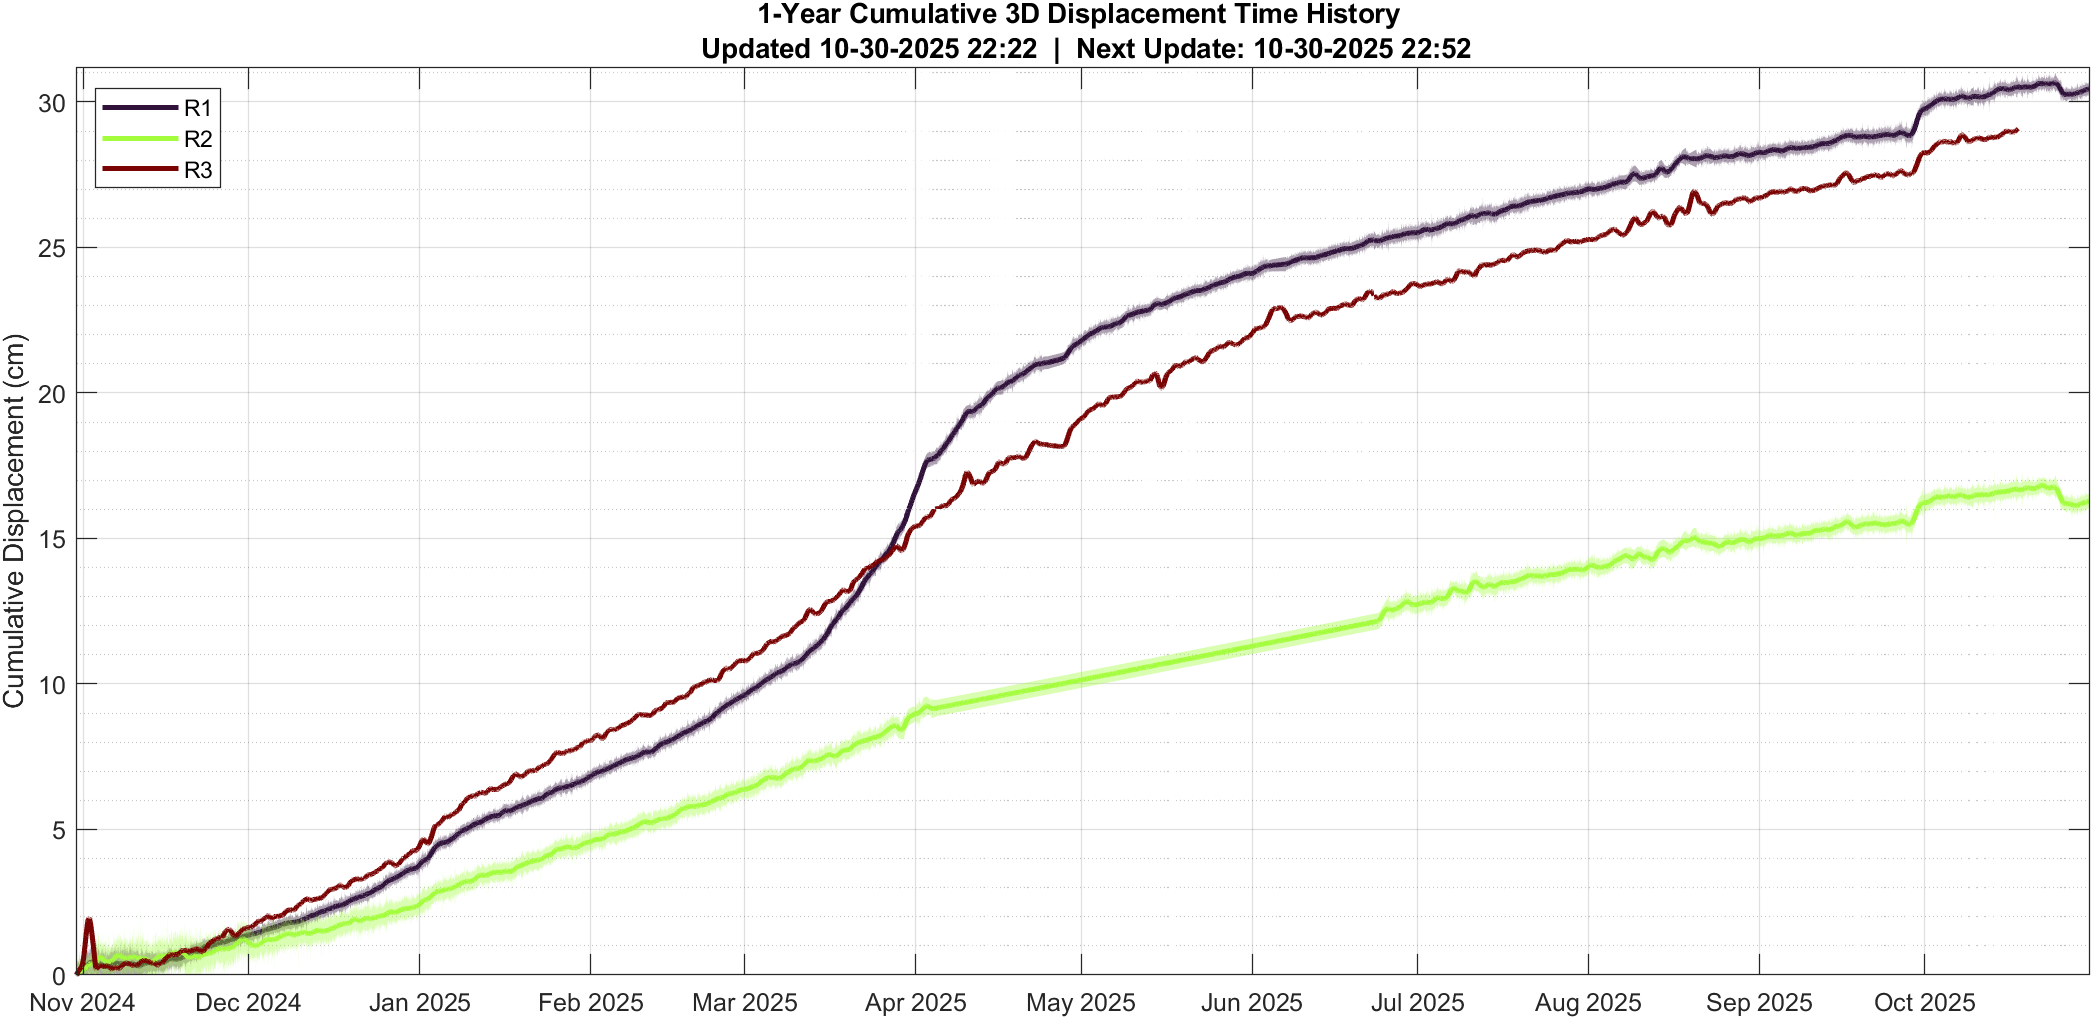 1-Year Cumulative 3D Displacement Time History
Updated 10-30-2025 22:22 | Next Update: 10-30-2025 22:52
R1
R2
R3
Cumulative Displacement (cm)
30
25
20
15
10
5
0
Nov 2024 Dec 2024 Jan 2025 Feb 2025 Mar 2025 Apr 2025 May 2025 Jun 2025 Jul 2025 Aug 2025 Sep 2025 Oct 2025